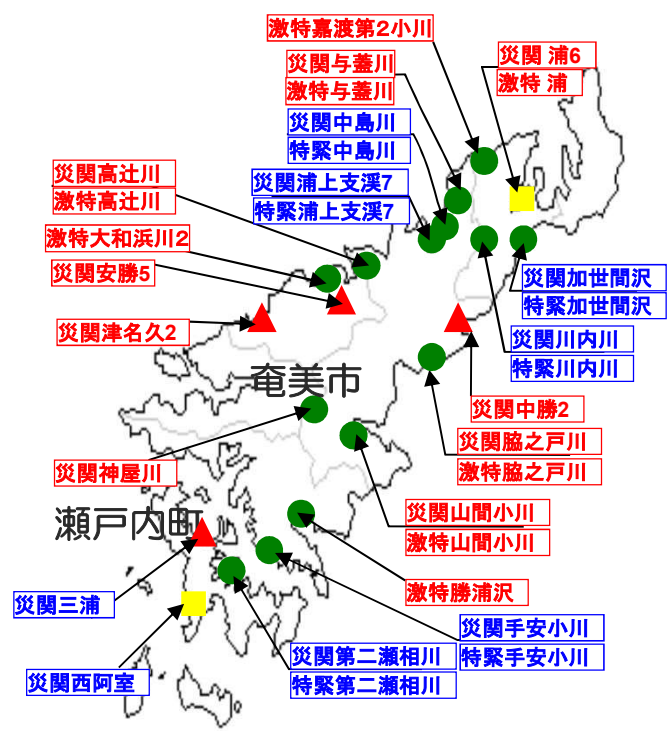 激特嘉渡第2小川
災関 浦6
激特 浦
災関与蓋川
激特与蓋川
災関中島川
特緊中島川
災関高辻川
激特高辻川
災関浦上支渓7
特緊浦上支渓7
激特大和浜川2
災関安勝5
災関加世間沢
特緊加世間沢
災関津名久2
災関川内川
特緊川内川
奄美市
災関中勝2
災関脇之戸川
激特脇之戸川
災関神屋川
災関山間小川
激特山間小川
瀬戸内町
激特勝浦沢
災関三浦
災関手安小川
特緊手安小川
災関第二瀬相川
特緊第二瀬相川
災関西阿室